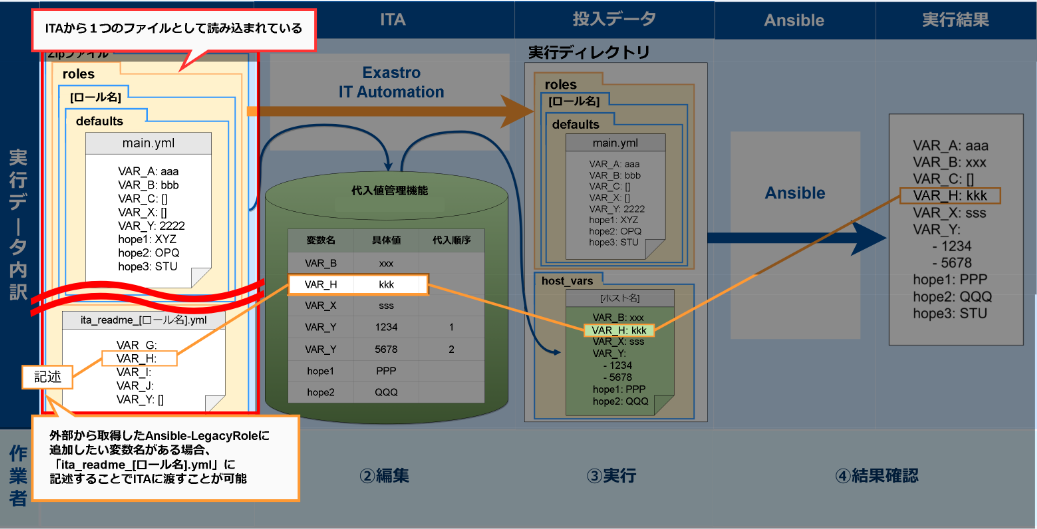 ITAから１つのファイルとして読み込まれている
ITA
投入データ
Ansible
実行結果
実行データ内訳
Zipファイル
roles
[ロール名]
defaults
main.yml
VAR_A: aaa
VAR_B: bbb
VAR_C: []
VAR_X: []
VAR_Y: 2222
hope1: XYZ
hope2: OPQ
hope3: STU
ita_readme_[ロール名].yml
VAR_G:
VAR_H:
VAR_I:
VAR_J:
VAR_Y: []
記述
外部から取得したAnsible-LegacyRoleに
追加したい変数名がある場合、
「ita_readme_[ロール名].yml」に
記述することでITAに渡すことが可能
Exastro
IT Automation
代入値管理機能
変数名 具体値 代入順序
VAR_B xxx
VAR_H kkk
VAR_X sss
VAR_Y 1234 1
VAR_Y 5678 2
hope1 PPP
hope2 QQQ
実行ディレクトリ
roles
[ロール名]
defaults
main.yml
VAR_A: aaa
VAR_B: bbb
VAR_C: []
VAR_X: []
VAR_Y: 2222
hope1: XYZ
hope2: OPQ
hope3: STU
host_vars
[ホスト名]
VAR_B: xxx
VAR_H: kkk
VAR_X: sss
VAR_Y:
- 1234
- 5678
hope1: PPP
hope2: QQQ
Ansible
VAR_A: aaa
VAR_B: xxx
VAR_C: []
VAR_H: kkk
VAR_X: sss
VAR_Y:
- 1234
- 5678
hope1: PPP
hope2: QQQ
hope3: STU
作業者
②編集
③実行
④結果確認